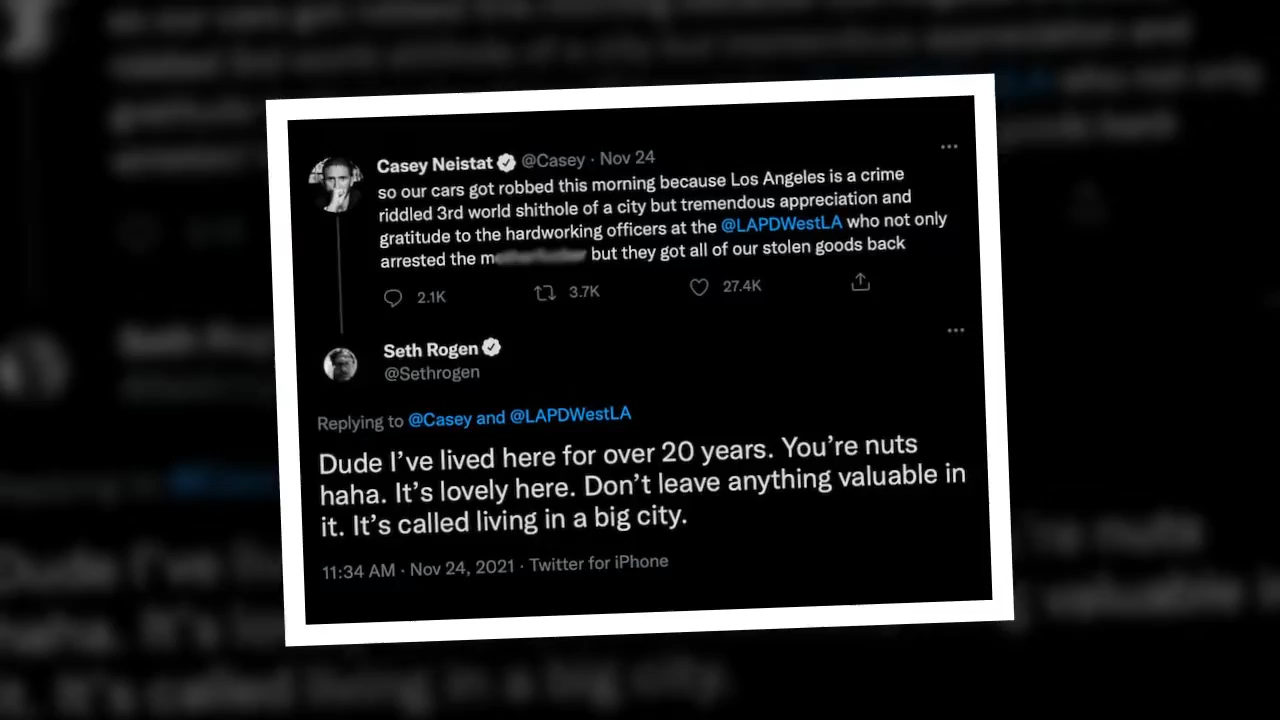 Casey Neistat @Casey · Nov 24
so our cars got robbed this morning because Los Angeles is a crime
riddled 3rd world shithole of a city but tremendous appreciation and
gratitude to the hardworking officers at the @LAPDWestLA who not only
arrested the m but they got all of our stolen goods back
2.1K 3.7K 27.4K
Seth Rogen
@Sethrogen
Replying to @Casey and @LAPDWestLA
Dude I’ve lived here for over 20 years. You’re nuts
haha. It’s lovely here. Don’t leave anything valuable in
it. It’s called living in a big city.
11:34 AM · Nov 24, 2021 · Twitter for iPhone